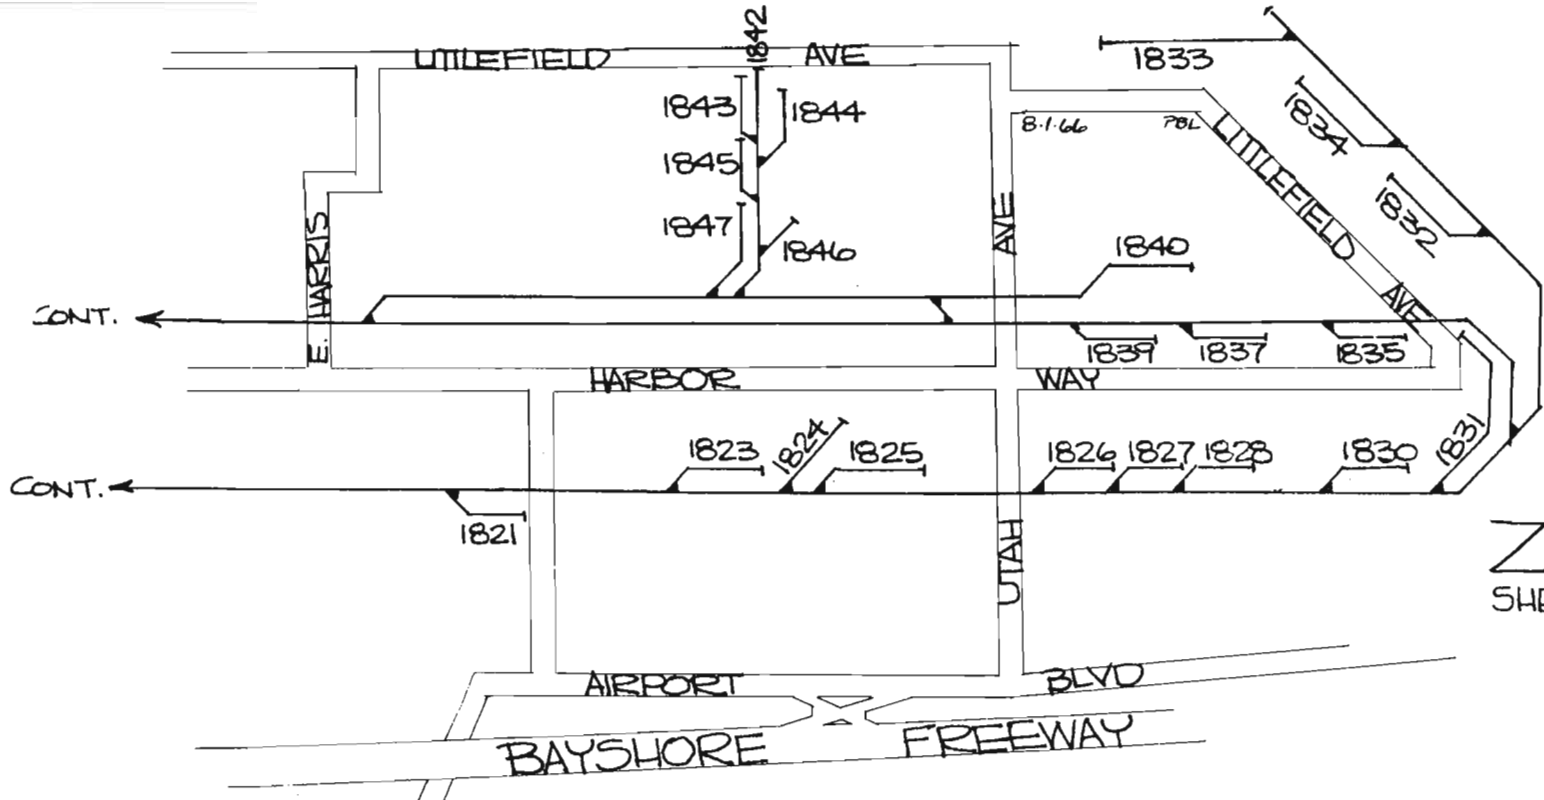 1842
LITTLEFIELD AVE
1833
1843
1844
8·1·66
PBL
1834
LITTLEFIELD
AVE
1845
1832
1847
1846
AVE
1840
E. HARRIS
CONT.
1839
1837
1835
HARBOR WAY
1823
1824
1825
1826
1827
1828
1830
1831
CONT.
1821
UTAH
AIRPORT BLVD
BAYSHORE FREEWAY